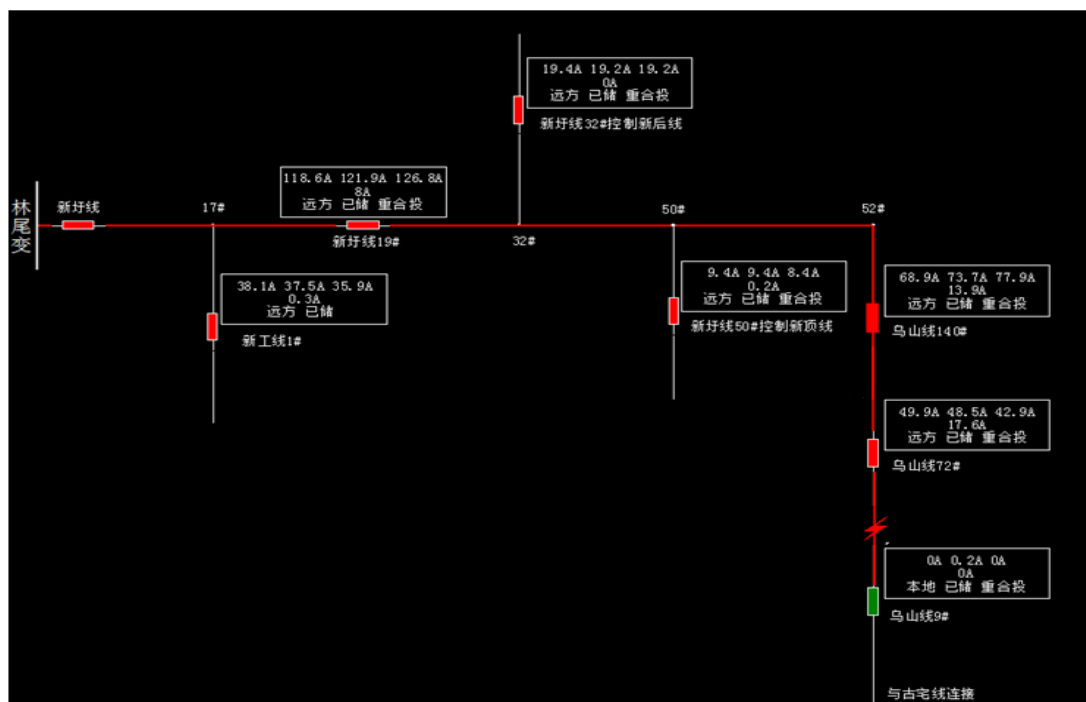 19.4A 19.2A 19.2A
0A
远方 已储 重合投
新圩线32#控制新后线
118.6A 121.9A 126.8A
8A
远方 已储 重合投
林尾变
新圩线
17#
新圩线19#
32#
50#
52#
38.1A 37.5A 35.9A
0.3A
远方 已储
新工线1#
9.4A 9.4A 8.4A
0.2A
远方 已储 重合投
新圩线50#控制新顶线
68.9A 73.7A 77.9A
13.9A
远方 已储 重合投
乌山线140#
49.9A 48.5A 42.9A
17.6A
远方 已储 重合投
乌山线72#
0A 0.2A 0A
0A
本地 已储 重合投
乌山线9#
与古宅线连接